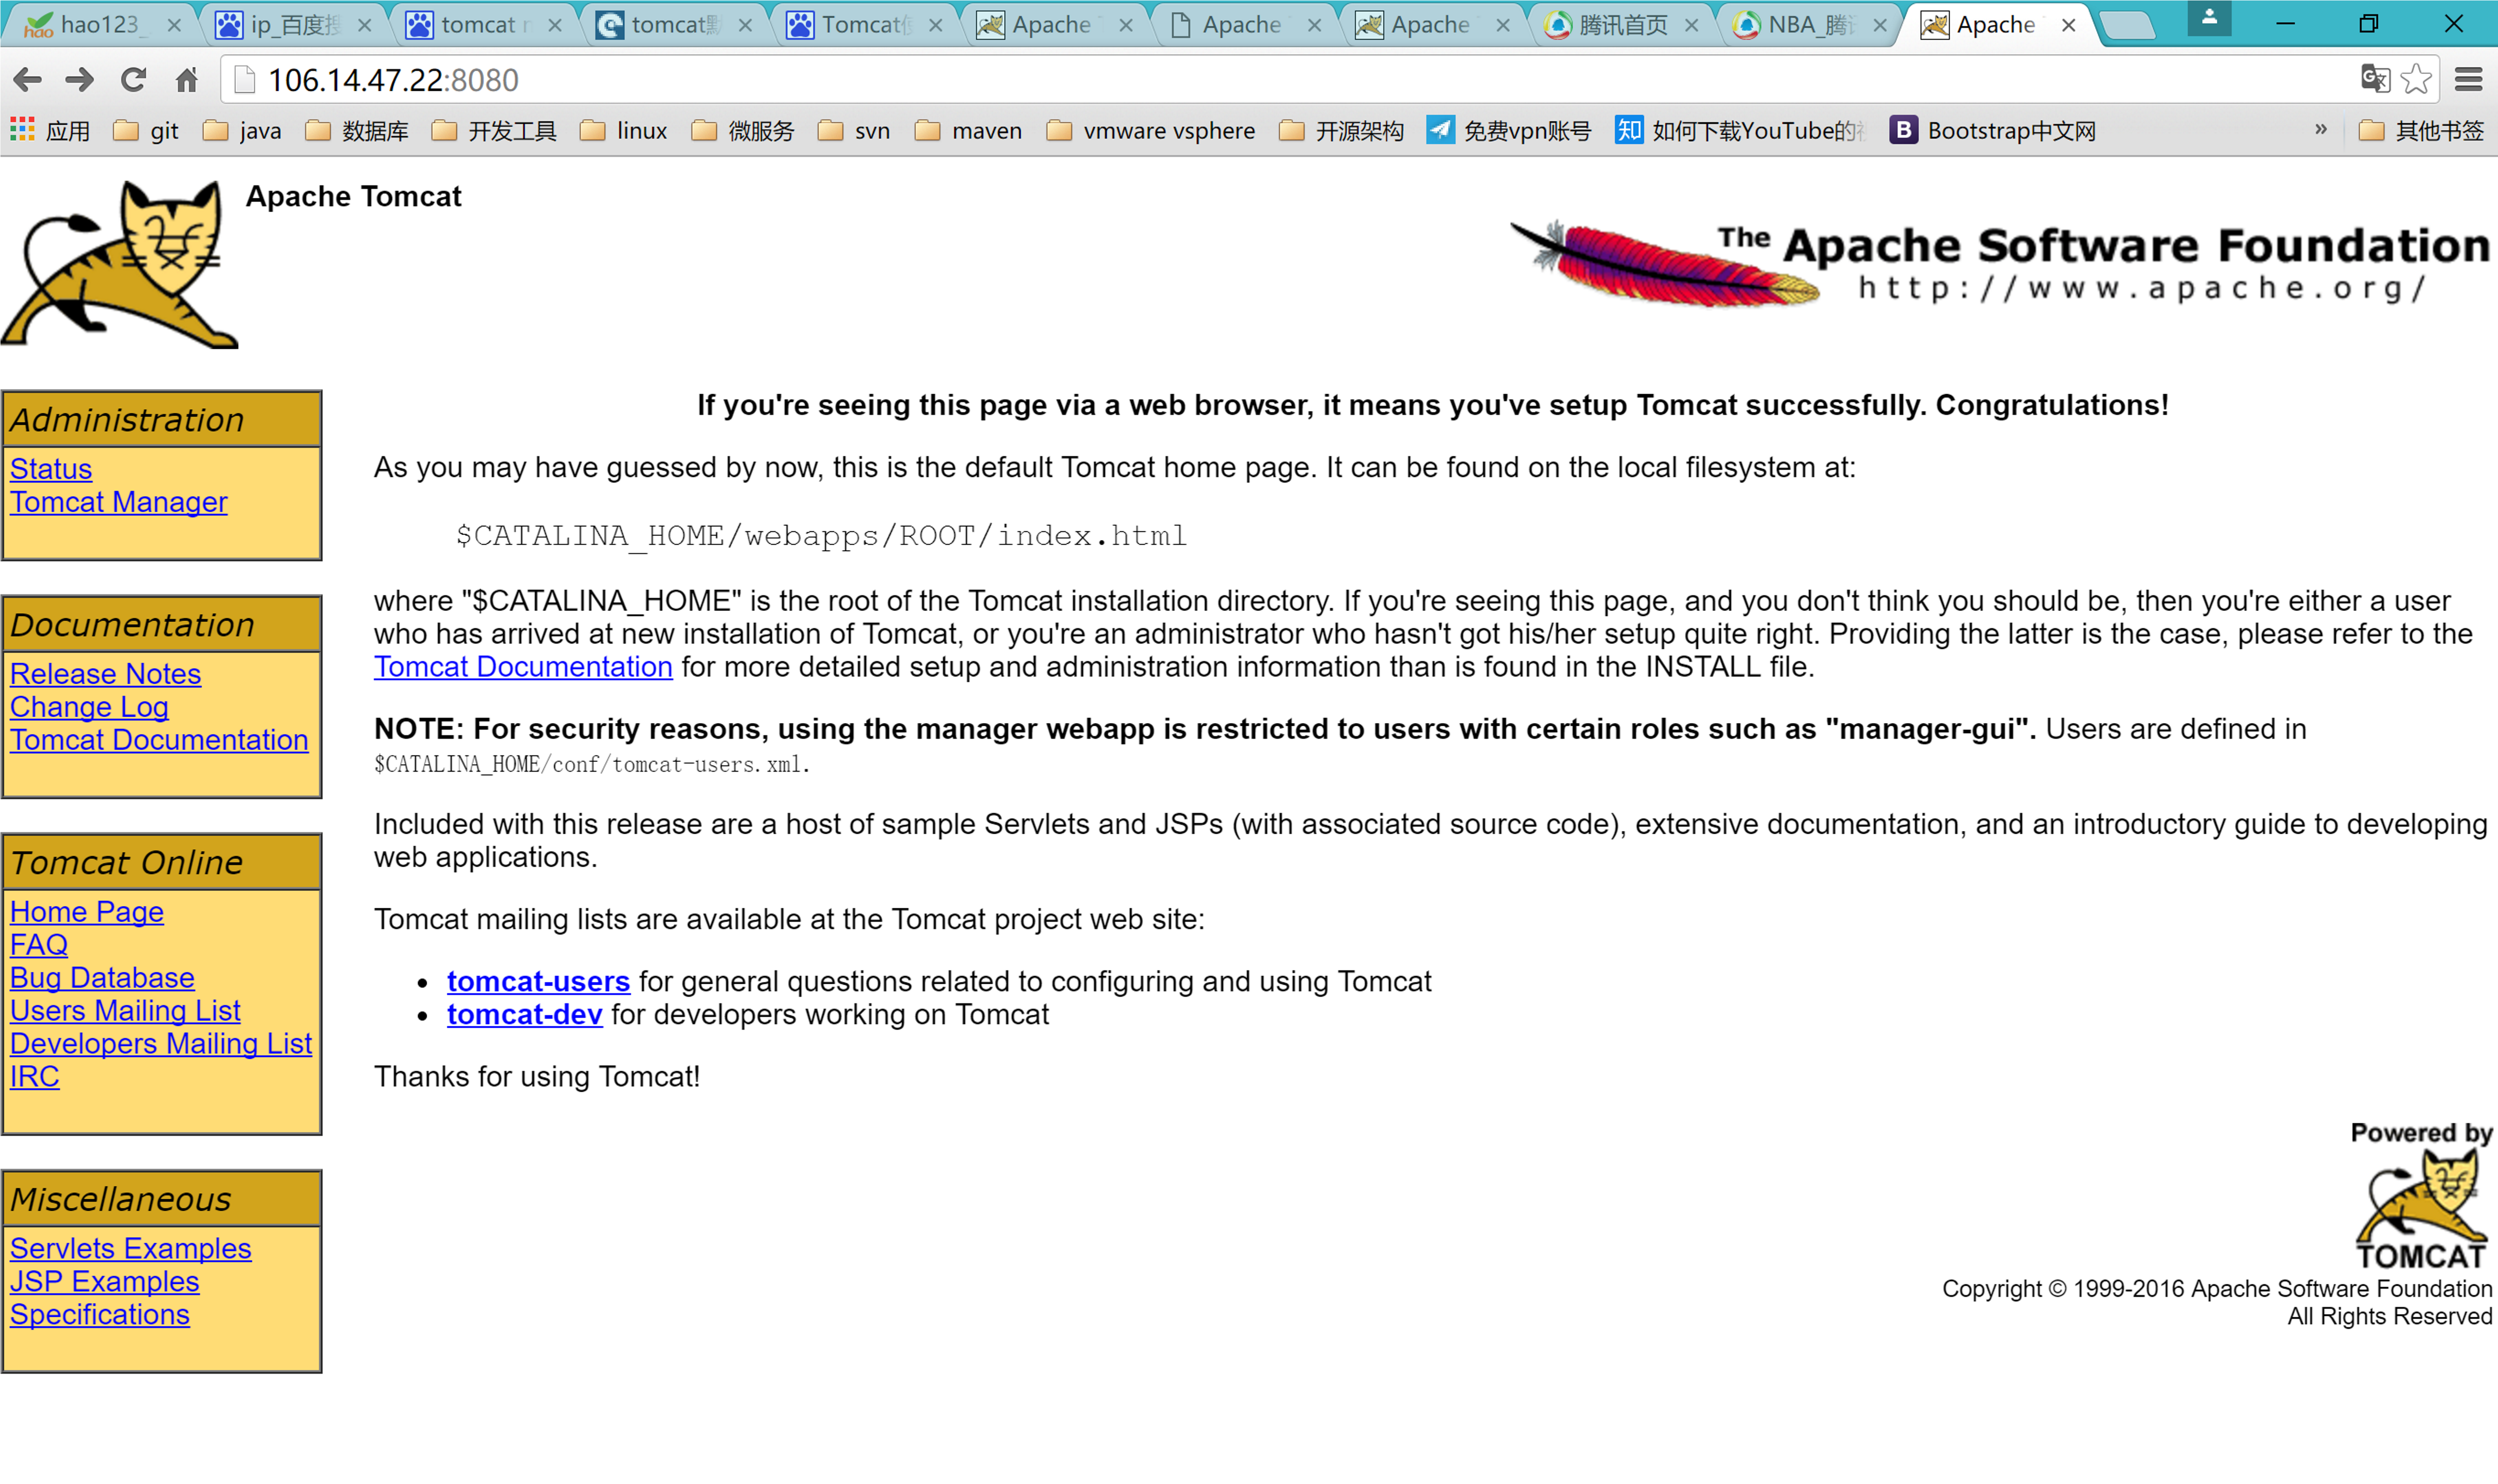 hao123_
ip_百度搜
tomcat
tomcat默
Tomcat
Apache
Apache
Apache
腾讯首页
NBA_腾讯
Apache
106.14.47.22:8080
应用 git java 数据库 开发工具 linux 微服务 svn maven vmware vsphere 开源架构 免费vpn账号 知 如何下载YouTube的 B Bootstrap中文网 » 其他书签
Apache Tomcat
The Apache Software Foundation
http://www.apache.org/
Administration
Status
Tomcat Manager
Documentation
Release Notes
Change Log
Tomcat Documentation
Tomcat Online
Home Page
FAQ
Bug Database
Users Mailing List
Developers Mailing List
IRC
Miscellaneous
Servlets Examples
JSP Examples
Specifications
If you're seeing this page via a web browser, it means you've setup Tomcat successfully. Congratulations!
As you may have guessed by now, this is the default Tomcat home page. It can be found on the local filesystem at:
$CATALINA_HOME/webapps/ROOT/index.html
where "$CATALINA_HOME" is the root of the Tomcat installation directory. If you're seeing this page, and you don't think you should be, then you're either a user
who has arrived at new installation of Tomcat, or you're an administrator who hasn't got his/her setup quite right. Providing the latter is the case, please refer to the
Tomcat Documentation for more detailed setup and administration information than is found in the INSTALL file.
NOTE: For security reasons, using the manager webapp is restricted to users with certain roles such as "manager-gui". Users are defined in
$CATALINA_HOME/conf/tomcat-users.xml.
Included with this release are a host of sample Servlets and JSPs (with associated source code), extensive documentation, and an introductory guide to developing
web applications.
Tomcat mailing lists are available at the Tomcat project web site:
• tomcat-users for general questions related to configuring and using Tomcat
• tomcat-dev for developers working on Tomcat
Thanks for using Tomcat!
Powered by
TOMCAT
Copyright © 1999-2016 Apache Software Foundation
All Rights Reserved